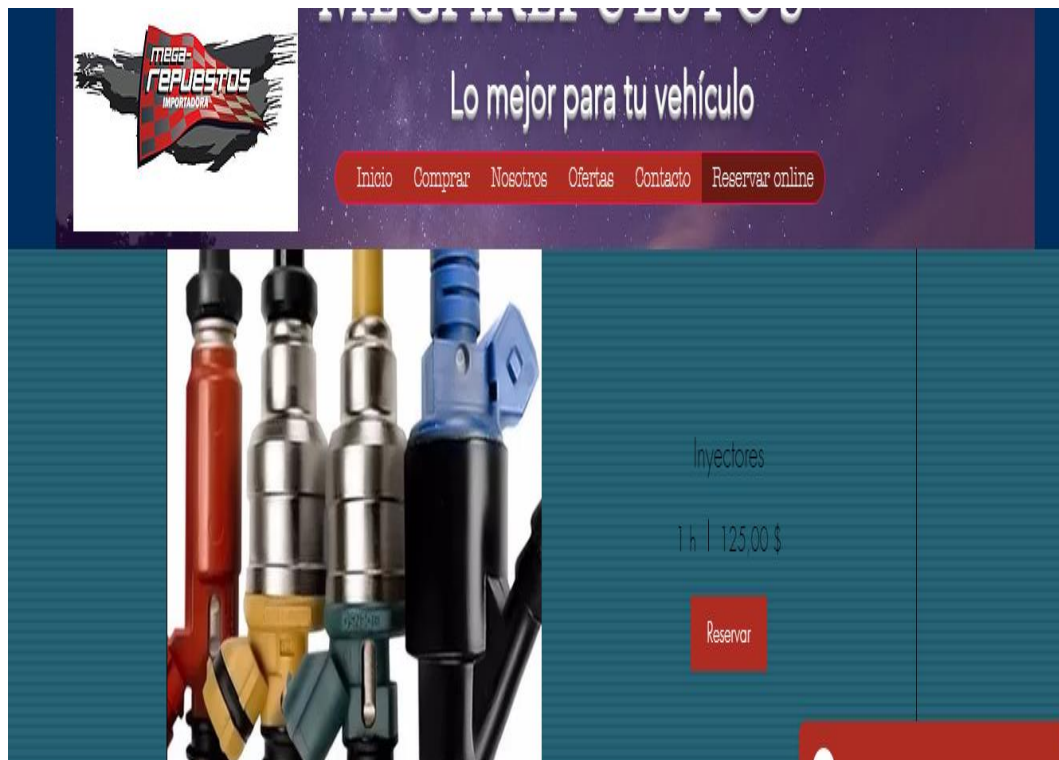 MEGAREPUESTOS
mega-
repuestos
IMPORTADORA
Lo mejor para tu vehículo
Inicio Comprar Nosotros Ofertas Contacto Reservar online
Inyectores
1 h | 125,00 $
Reservar